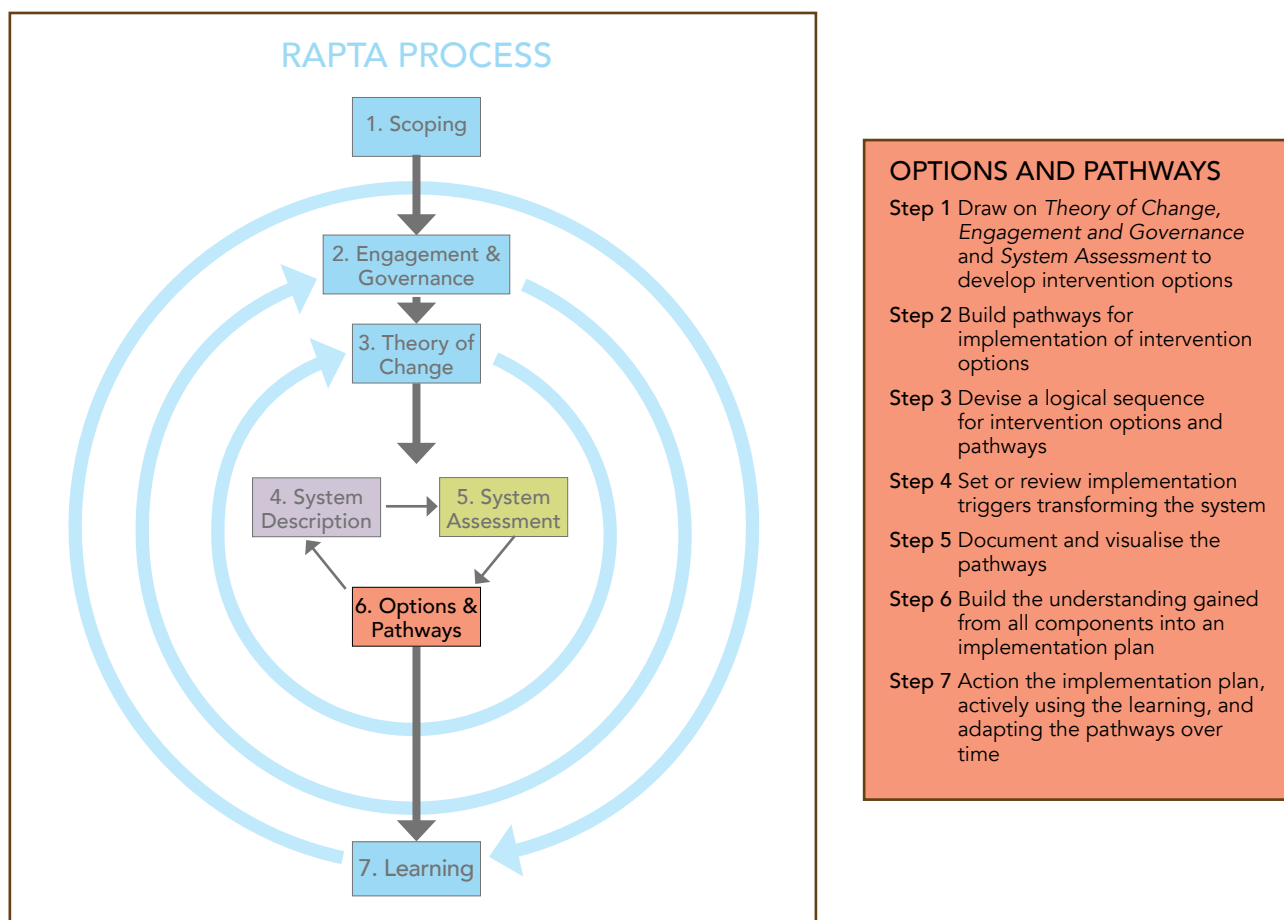 RAPTA PROCESS
1. Scoping
2. Engagement &
Governance
3. Theory of
Change
4. System
Description
5. System
Assessment
6. Options &
Pathways
7. Learning
OPTIONS AND PATHWAYS
Step 1 Draw on Theory of Change,
Engagement and Governance
and System Assessment to
develop intervention options
Step 2 Build pathways for
implementation of intervention
options
Step 3 Devise a logical sequence
for intervention options and
pathways
Step 4 Set or review implementation
triggers transforming the system
Step 5 Document and visualise the
pathways
Step 6 Build the understanding gained
from all components into an
implementation plan
Step 7 Action the implementation plan,
actively using the learning, and
adapting the pathways over
time